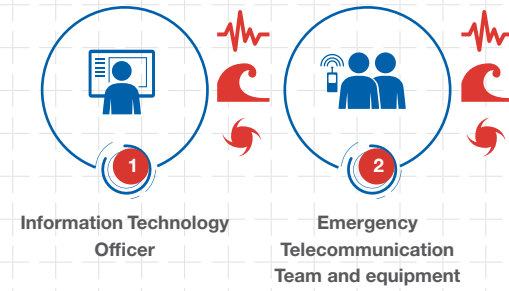 1
Information Technology
Officer
2
Emergency
Telecommunication
Team and equipment